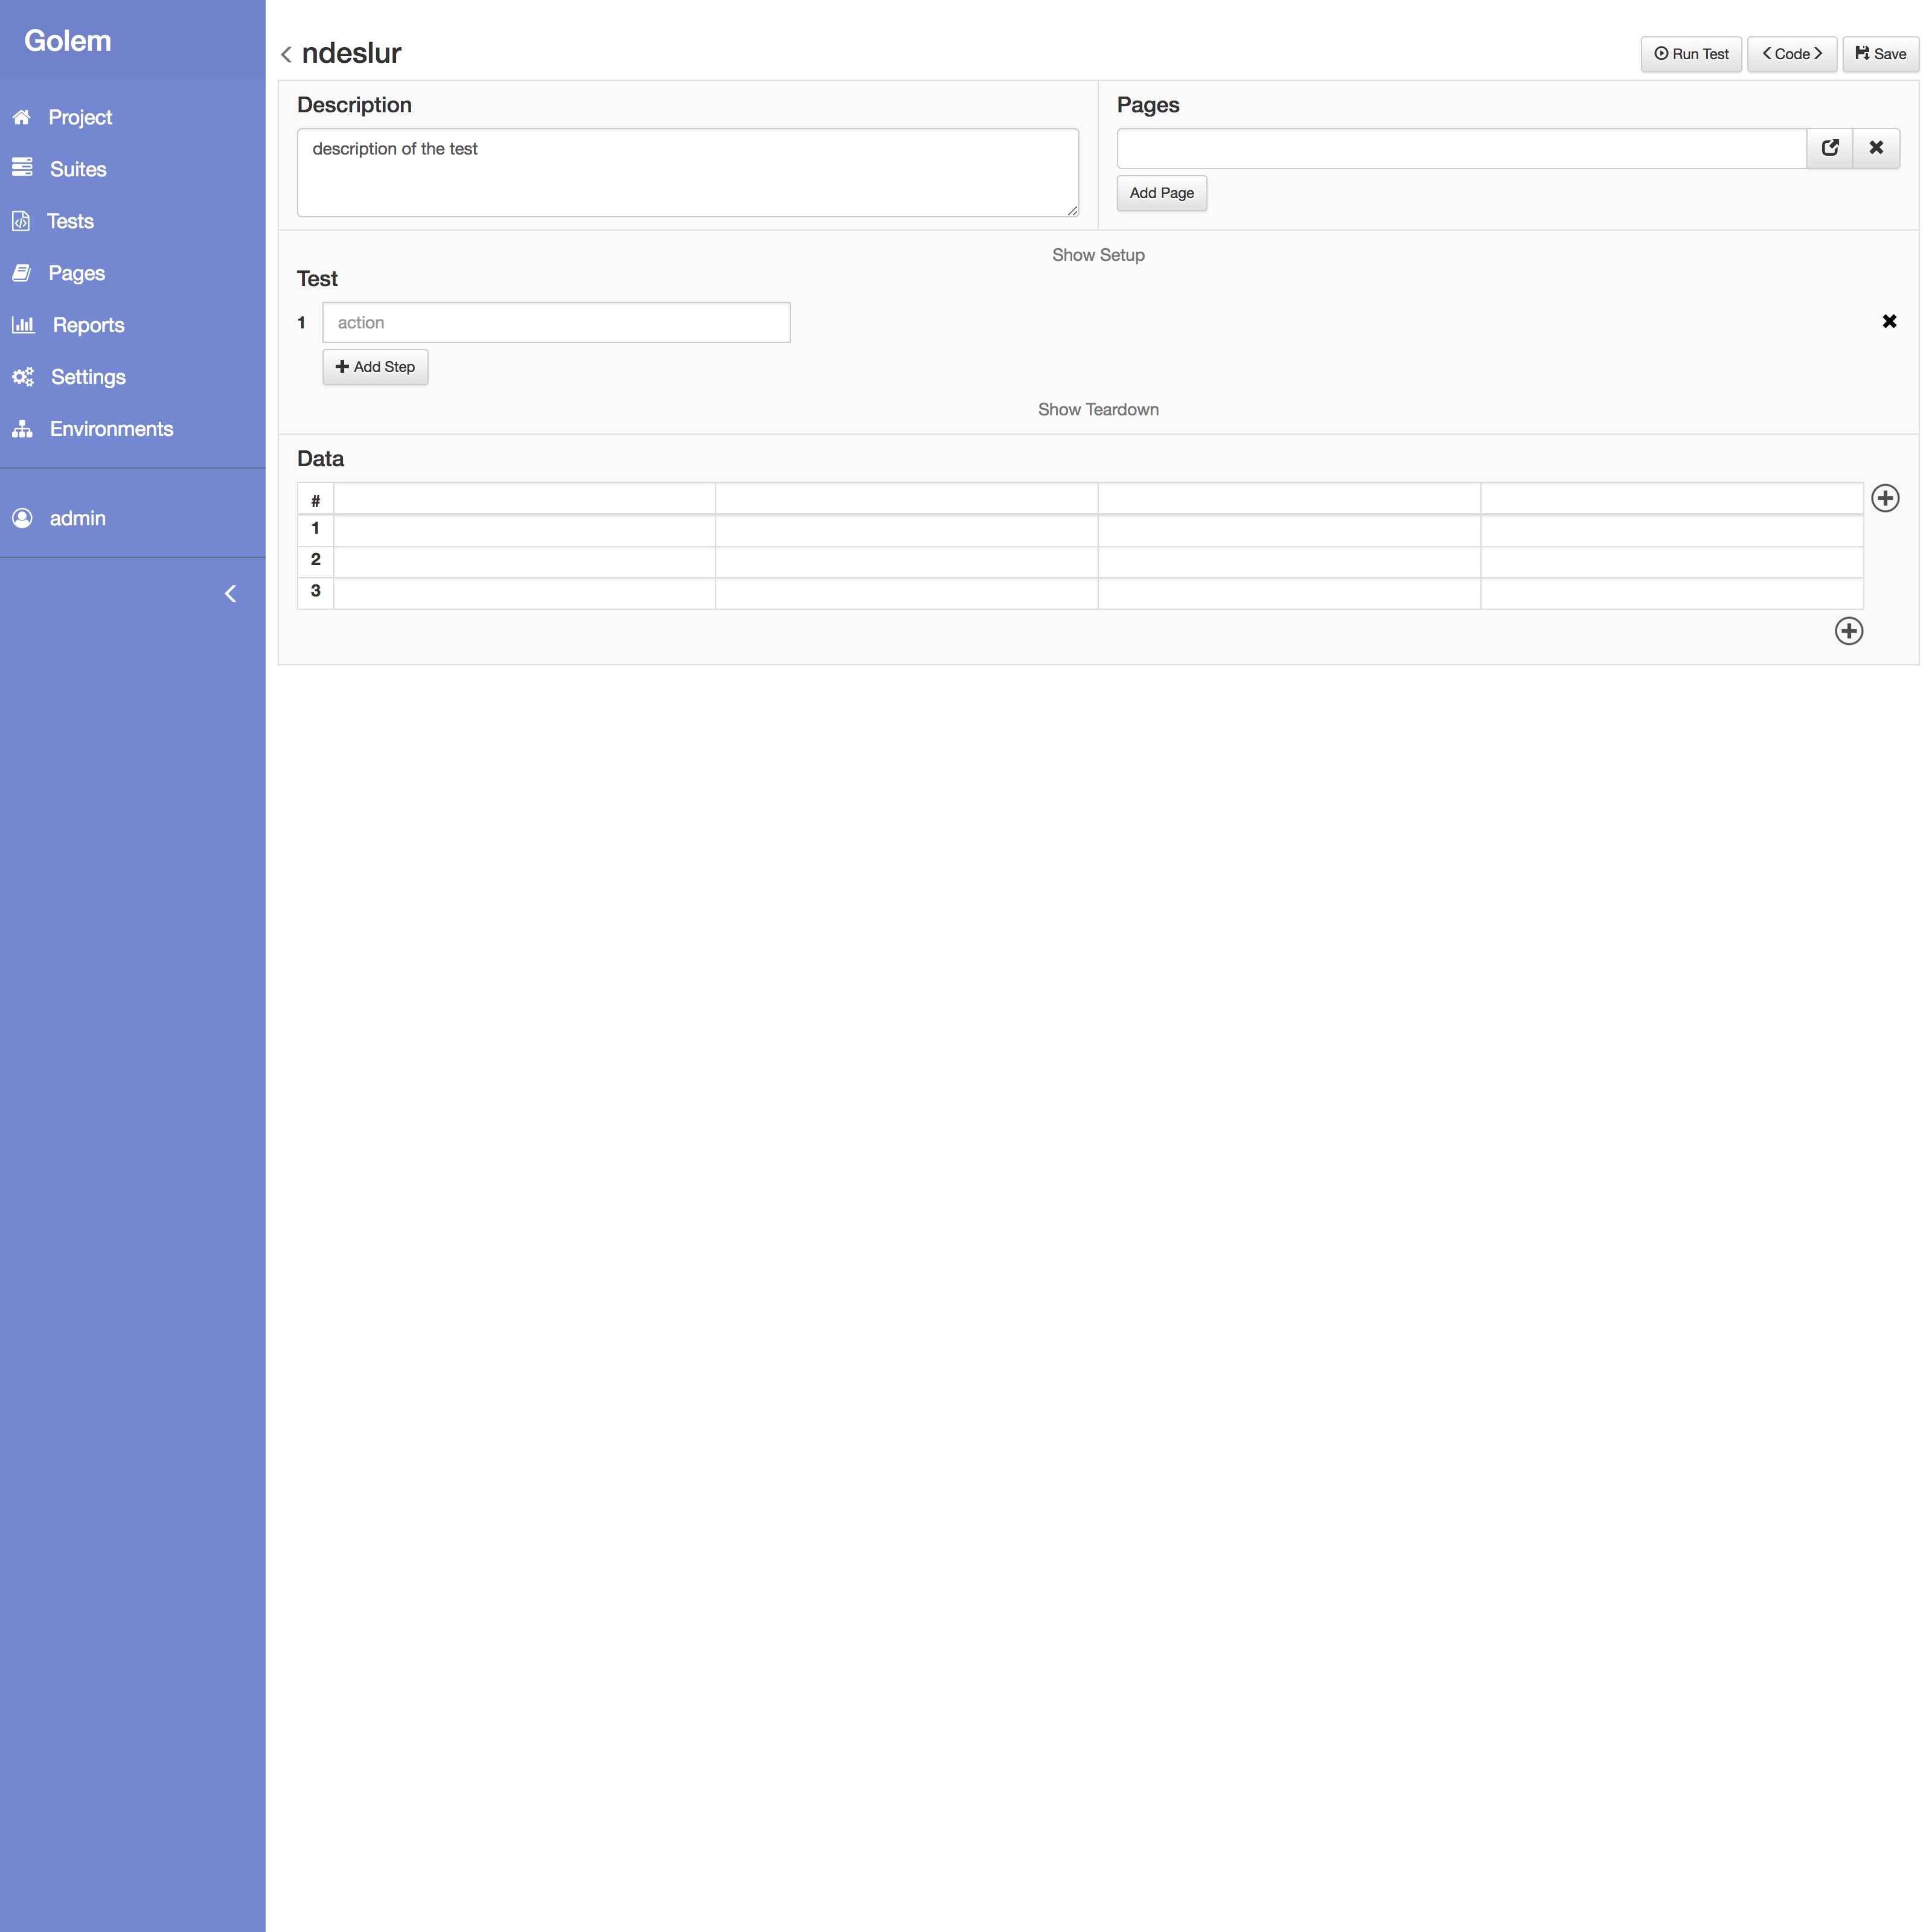 Golem
Project
Suites
Tests
Pages
Reports
Settings
Environments
admin
ndeslur
Run Test
Code
Save
Description
description of the test
Pages
Add Page
Show Setup
Test
1
action
Add Step
Show Teardown
Data
#
1
2
3